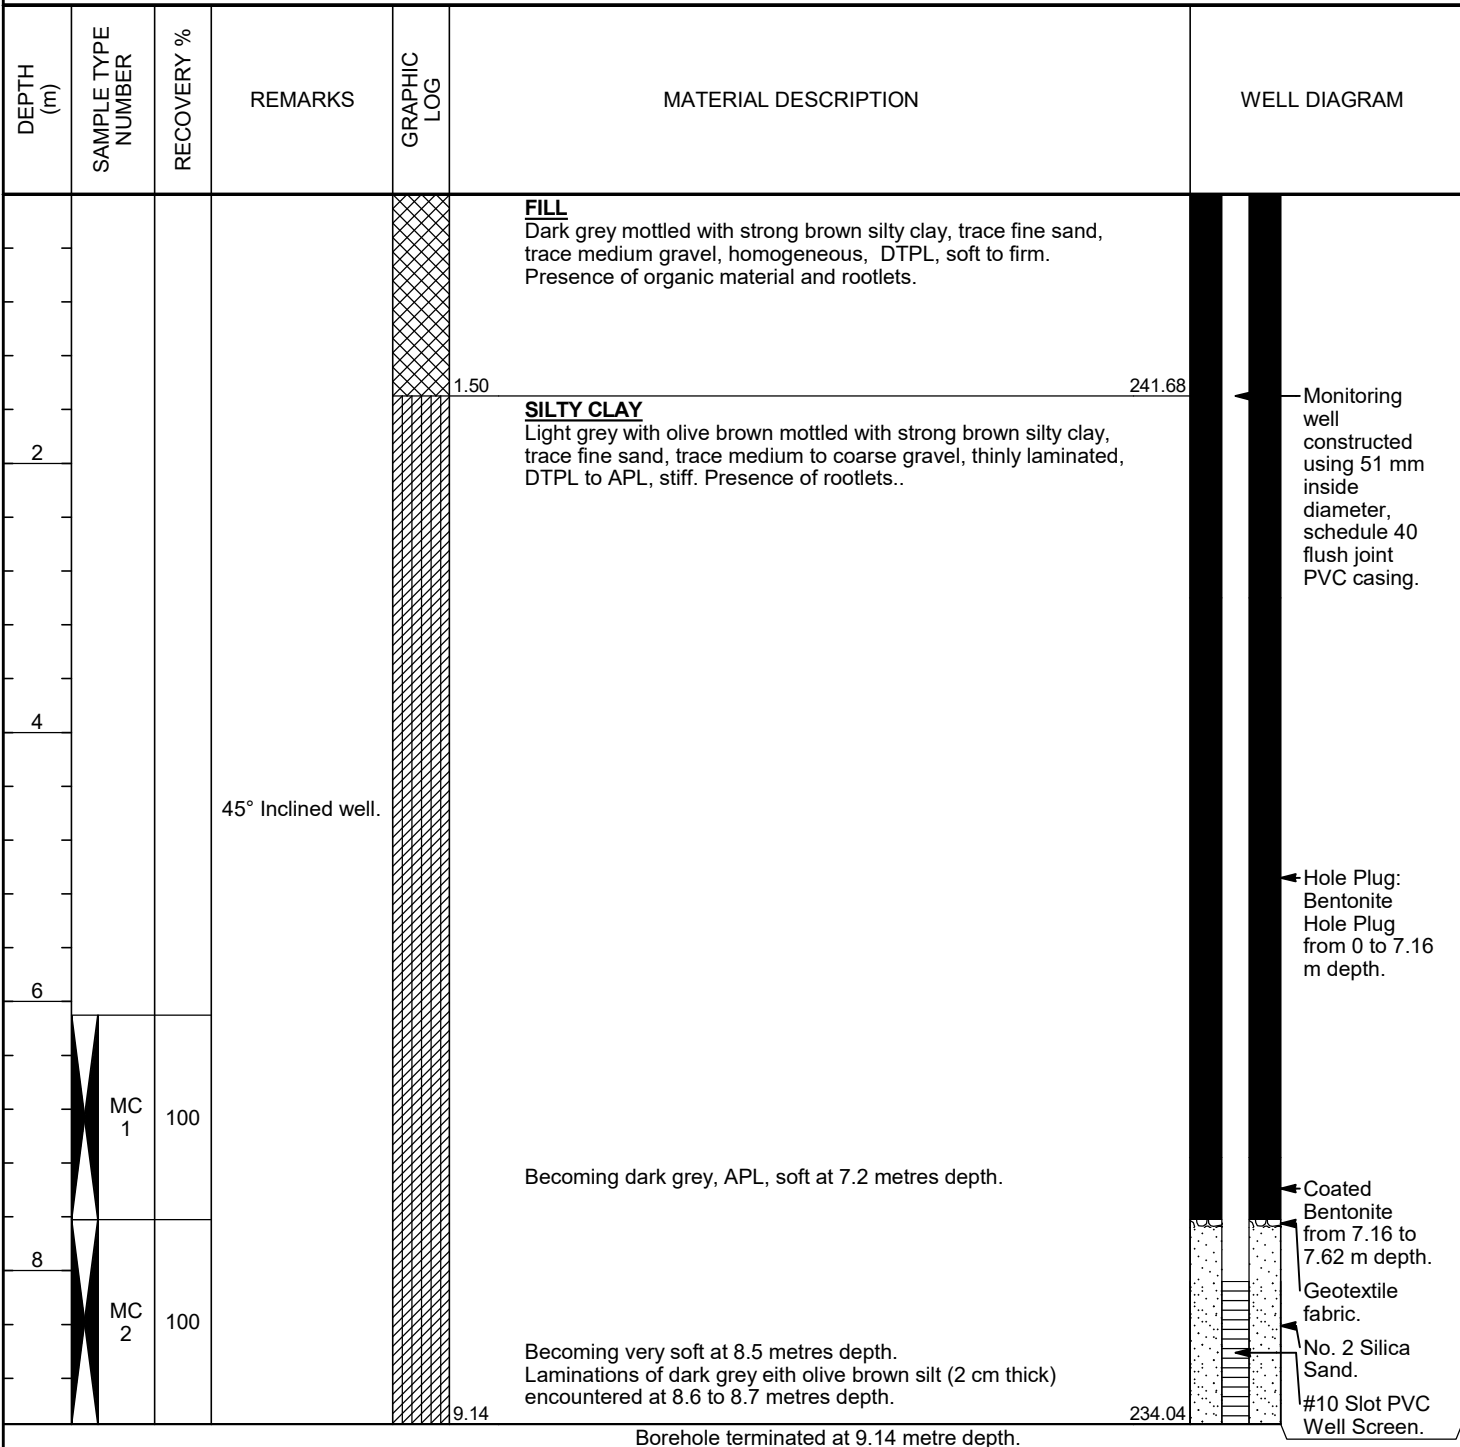 DEPTH
(m)
SAMPLE TYPE
NUMBER
RECOVERY %
REMARKS
GRAPHIC
LOG
MATERIAL DESCRIPTION
WELL DIAGRAM
FILL
Dark grey mottled with strong brown silty clay, trace fine sand,
trace medium gravel, homogeneous,  DTPL, soft to firm.
Presence of organic material and rootlets.
1.50
241.68
SILTY CLAY
Light grey with olive brown mottled with strong brown silty clay,
trace fine sand, trace medium to coarse gravel, thinly laminated,
DTPL to APL, stiff. Presence of rootlets..
Monitoring
well
constructed
using 51 mm
inside
diameter,
schedule 40
flush joint
PVC casing.
2
4
45° Inclined well.
Hole Plug:
Bentonite
Hole Plug
from 0 to 7.16
m depth.
6
MC
1
100
Becoming dark grey, APL, soft at 7.2 metres depth.
Coated
Bentonite
from 7.16 to
7.62 m depth.
8
Geotextile
fabric.
MC
2
100
No. 2 Silica
Sand.
Becoming very soft at 8.5 metres depth.
Laminations of dark grey eith olive brown silt (2 cm thick)
encountered at 8.6 to 8.7 metres depth.
#10 Slot PVC
Well Screen.
9.14
234.04
Borehole terminated at 9.14 metre depth.